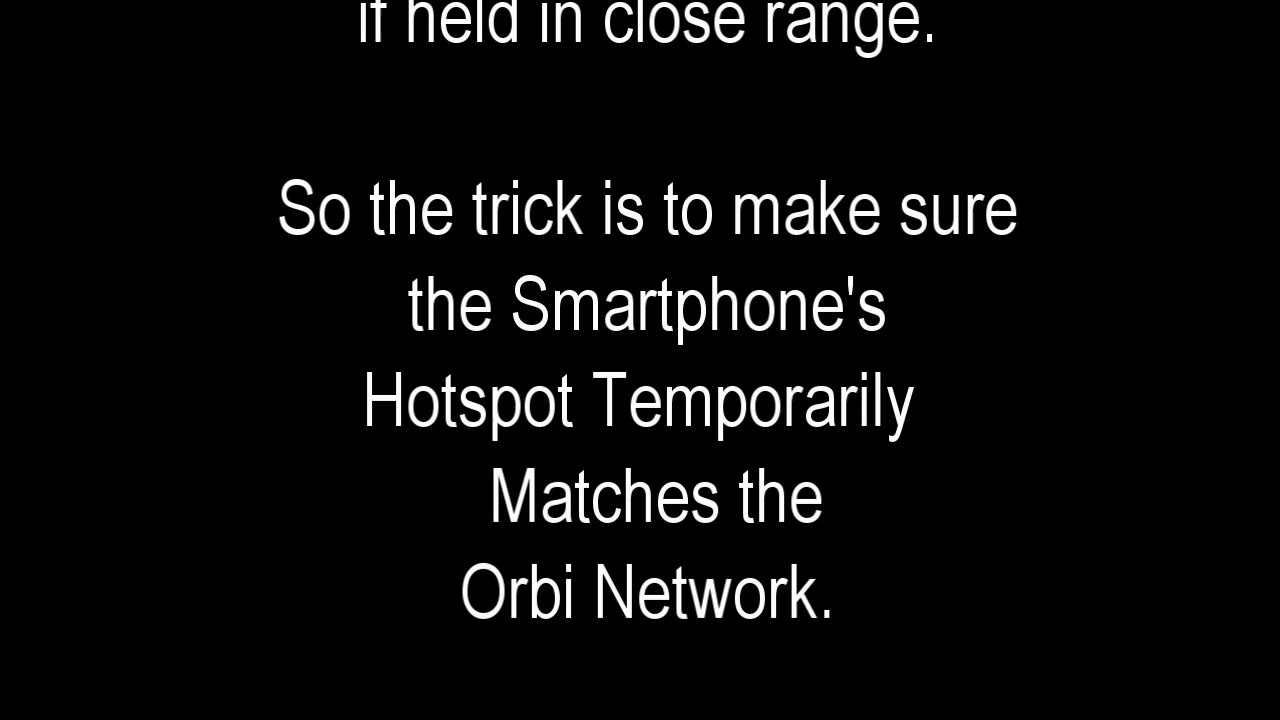 if held in close range.
So the trick is to make sure
the Smartphone's
Hotspot Temporarily
Matches the
Orbi Network.